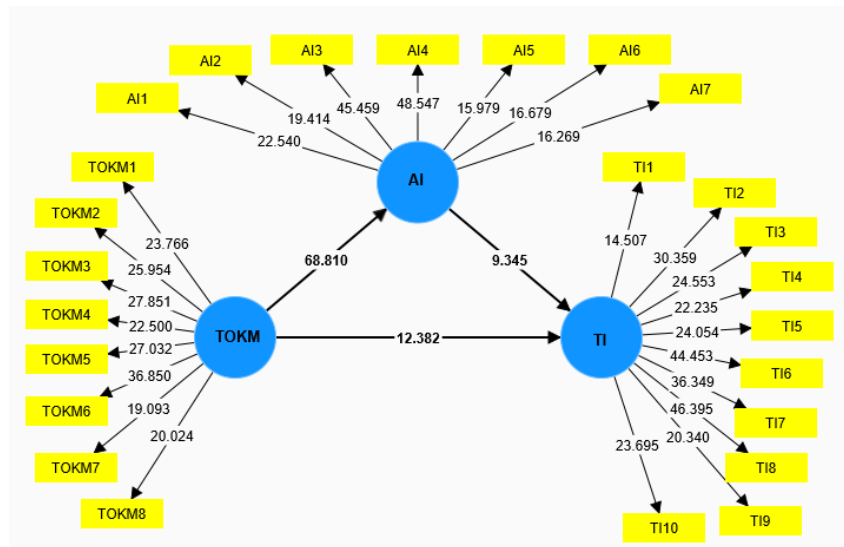 AI1
AI2
AI3
AI4
AI5
AI6
AI7
22.540
19.414
45.459
48.547
15.979
16.679
16.269
AI
TOKM1
TOKM2
TOKM3
TOKM4
TOKM5
TOKM6
TOKM7
TOKM8
23.766
25.954
27.851
22.500
27.032
36.850
19.093
20.024
TOKM
68.810
9.345
12.382
TI
TI1
TI2
TI3
TI4
TI5
TI6
TI7
TI8
TI9
TI10
14.507
30.359
24.553
22.235
24.054
44.453
36.349
46.395
20.340
23.695